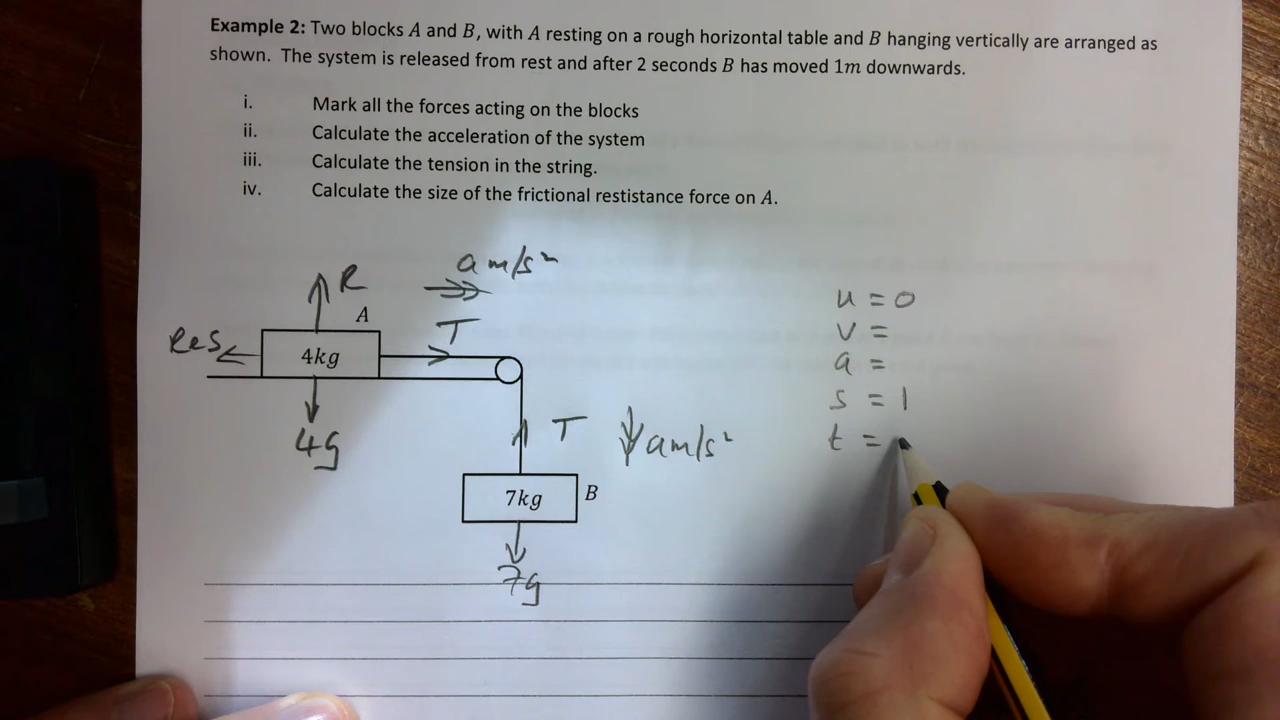 Example 2: Two blocks A and B, with A resting on a rough horizontal table and B hanging vertically are arranged as
shown. The system is released from rest and after 2 seconds B has moved 1m downwards.
i. Mark all the forces acting on the blocks
ii. Calculate the acceleration of the system
iii. Calculate the tension in the string.
iv. Calculate the size of the frictional restistance force on A.
a m/s²
R
A
T
Res
4kg
4g
T
a m/s²
7kg
B
7g
u = 0
v =
a =
s = 1
t =